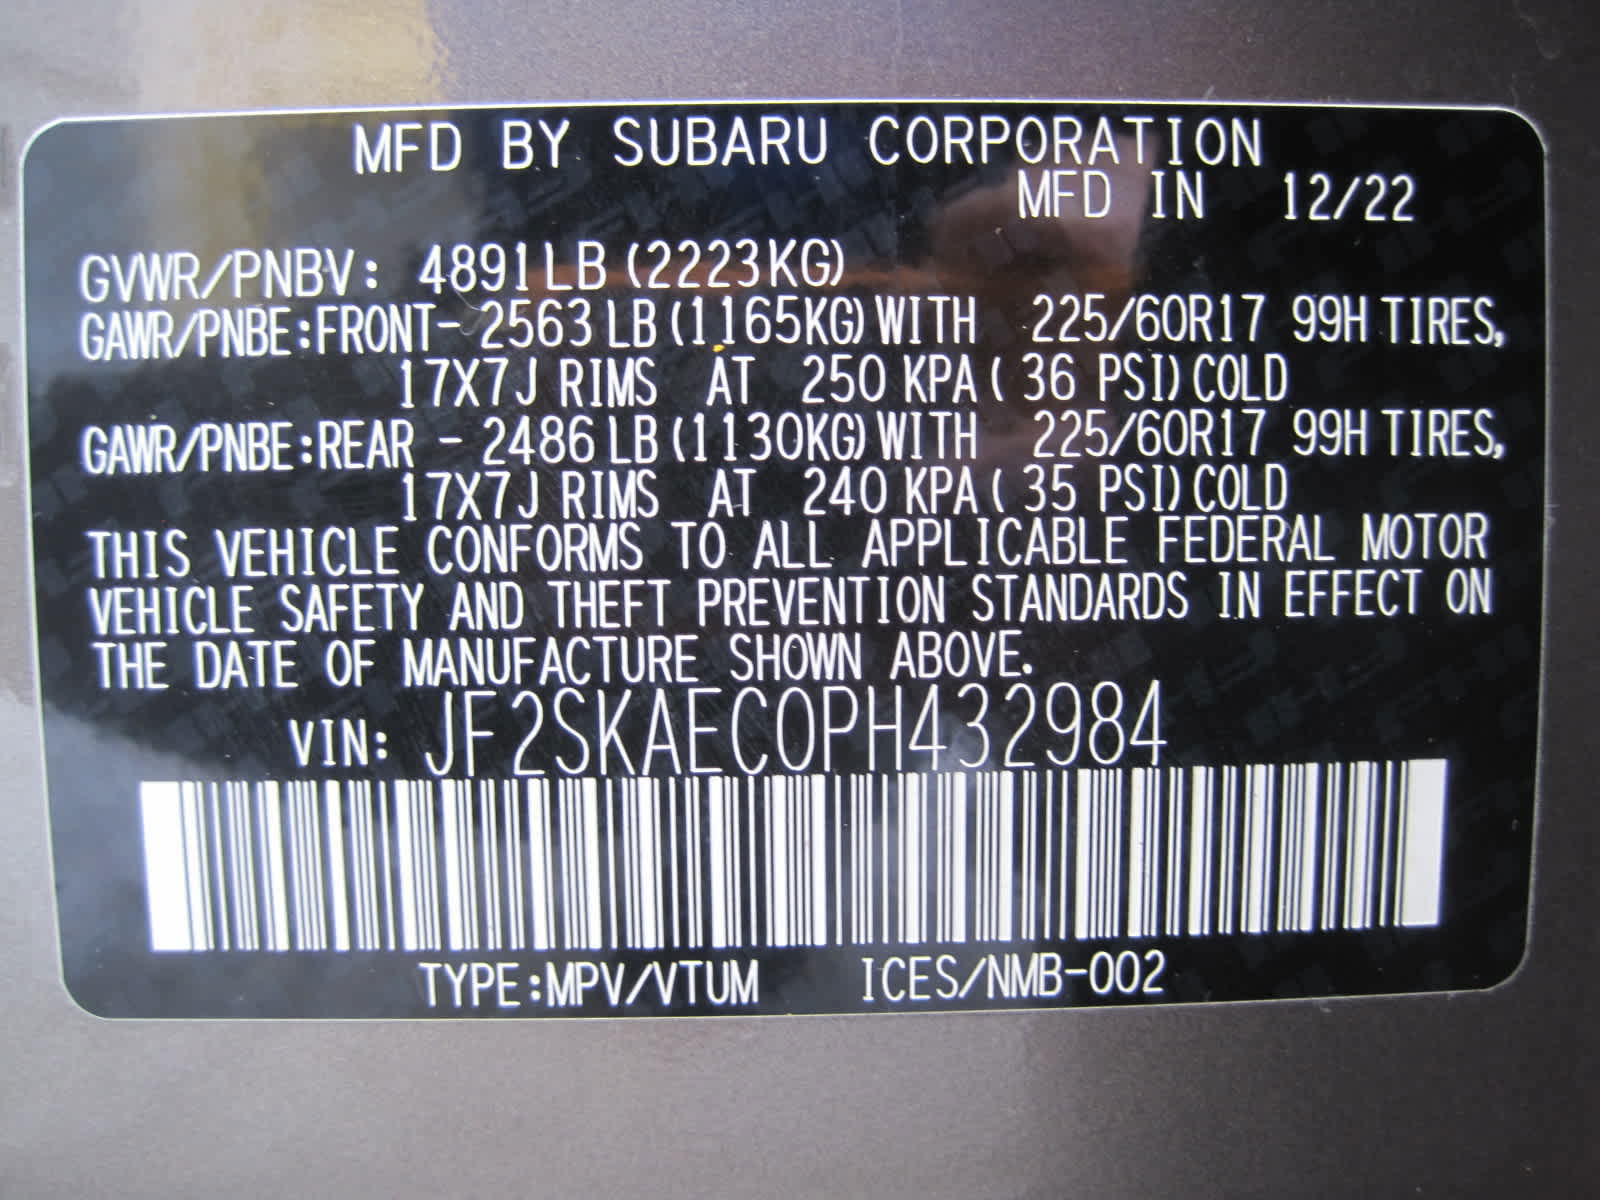 MFD BY SUBARU CORPORATION
MFD IN 12/22
GVWR/PNBV: 4891LB (2223KG)
GAWR/PNBE:FRONT- 2563 LB (1165KG) WITH 225/60R17 99H TIRES,
17X7J RIMS AT 250 KPA ( 36 PSI) COLD
GAWR/PNBE:REAR - 2486 LB (1130KG) WITH 225/60R17 99H TIRES,
17X7J RIMS AT 240 KPA ( 35 PSI) COLD
THIS VEHICLE CONFORMS TO ALL APPLICABLE FEDERAL MOTOR
VEHICLE SAFETY AND THEFT PREVENTION STANDARDS IN EFFECT ON
THE DATE OF MANUFACTURE SHOWN ABOVE.
VIN: JF2SKAEC0PH432984
TYPE:MPV/VTUM ICES/NMB-002